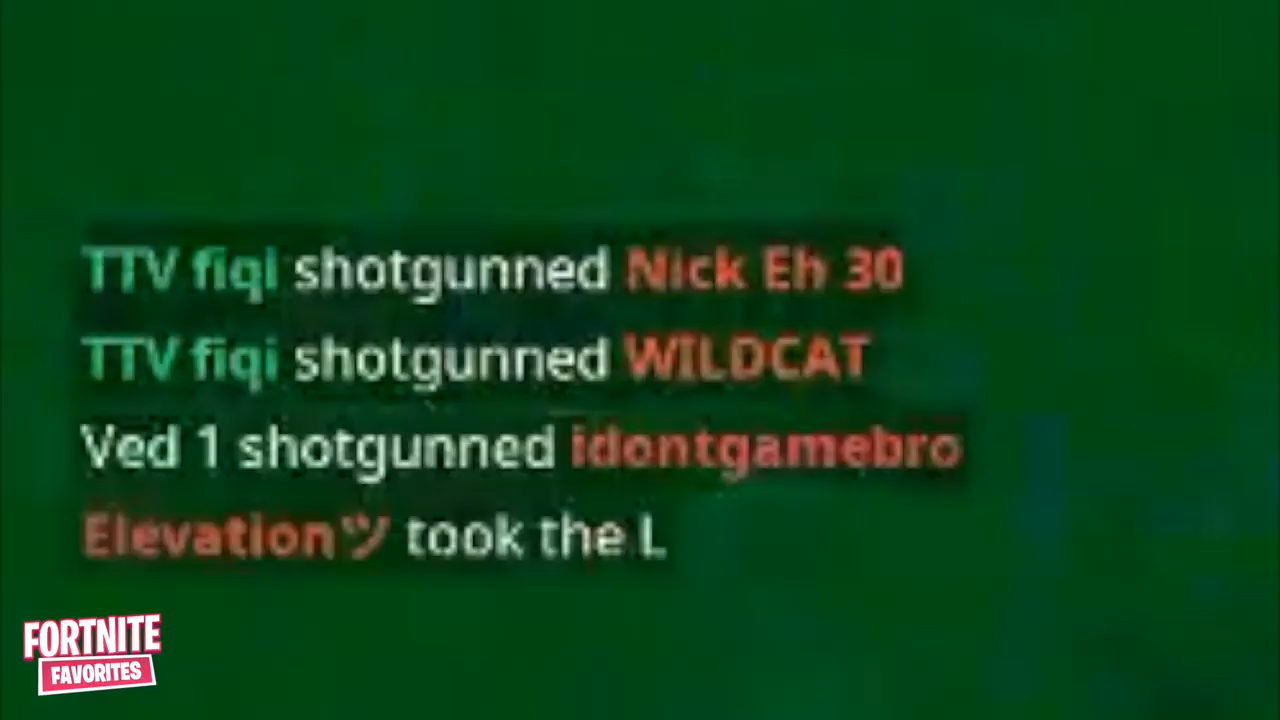 TTV fiqi shotgunned Nick Eh 30
TTV fiqi shotgunned WILDCAT
Ved 1 shotgunned idontgamebro
Elevationツ took the L
FORTNITE
FAVORITES